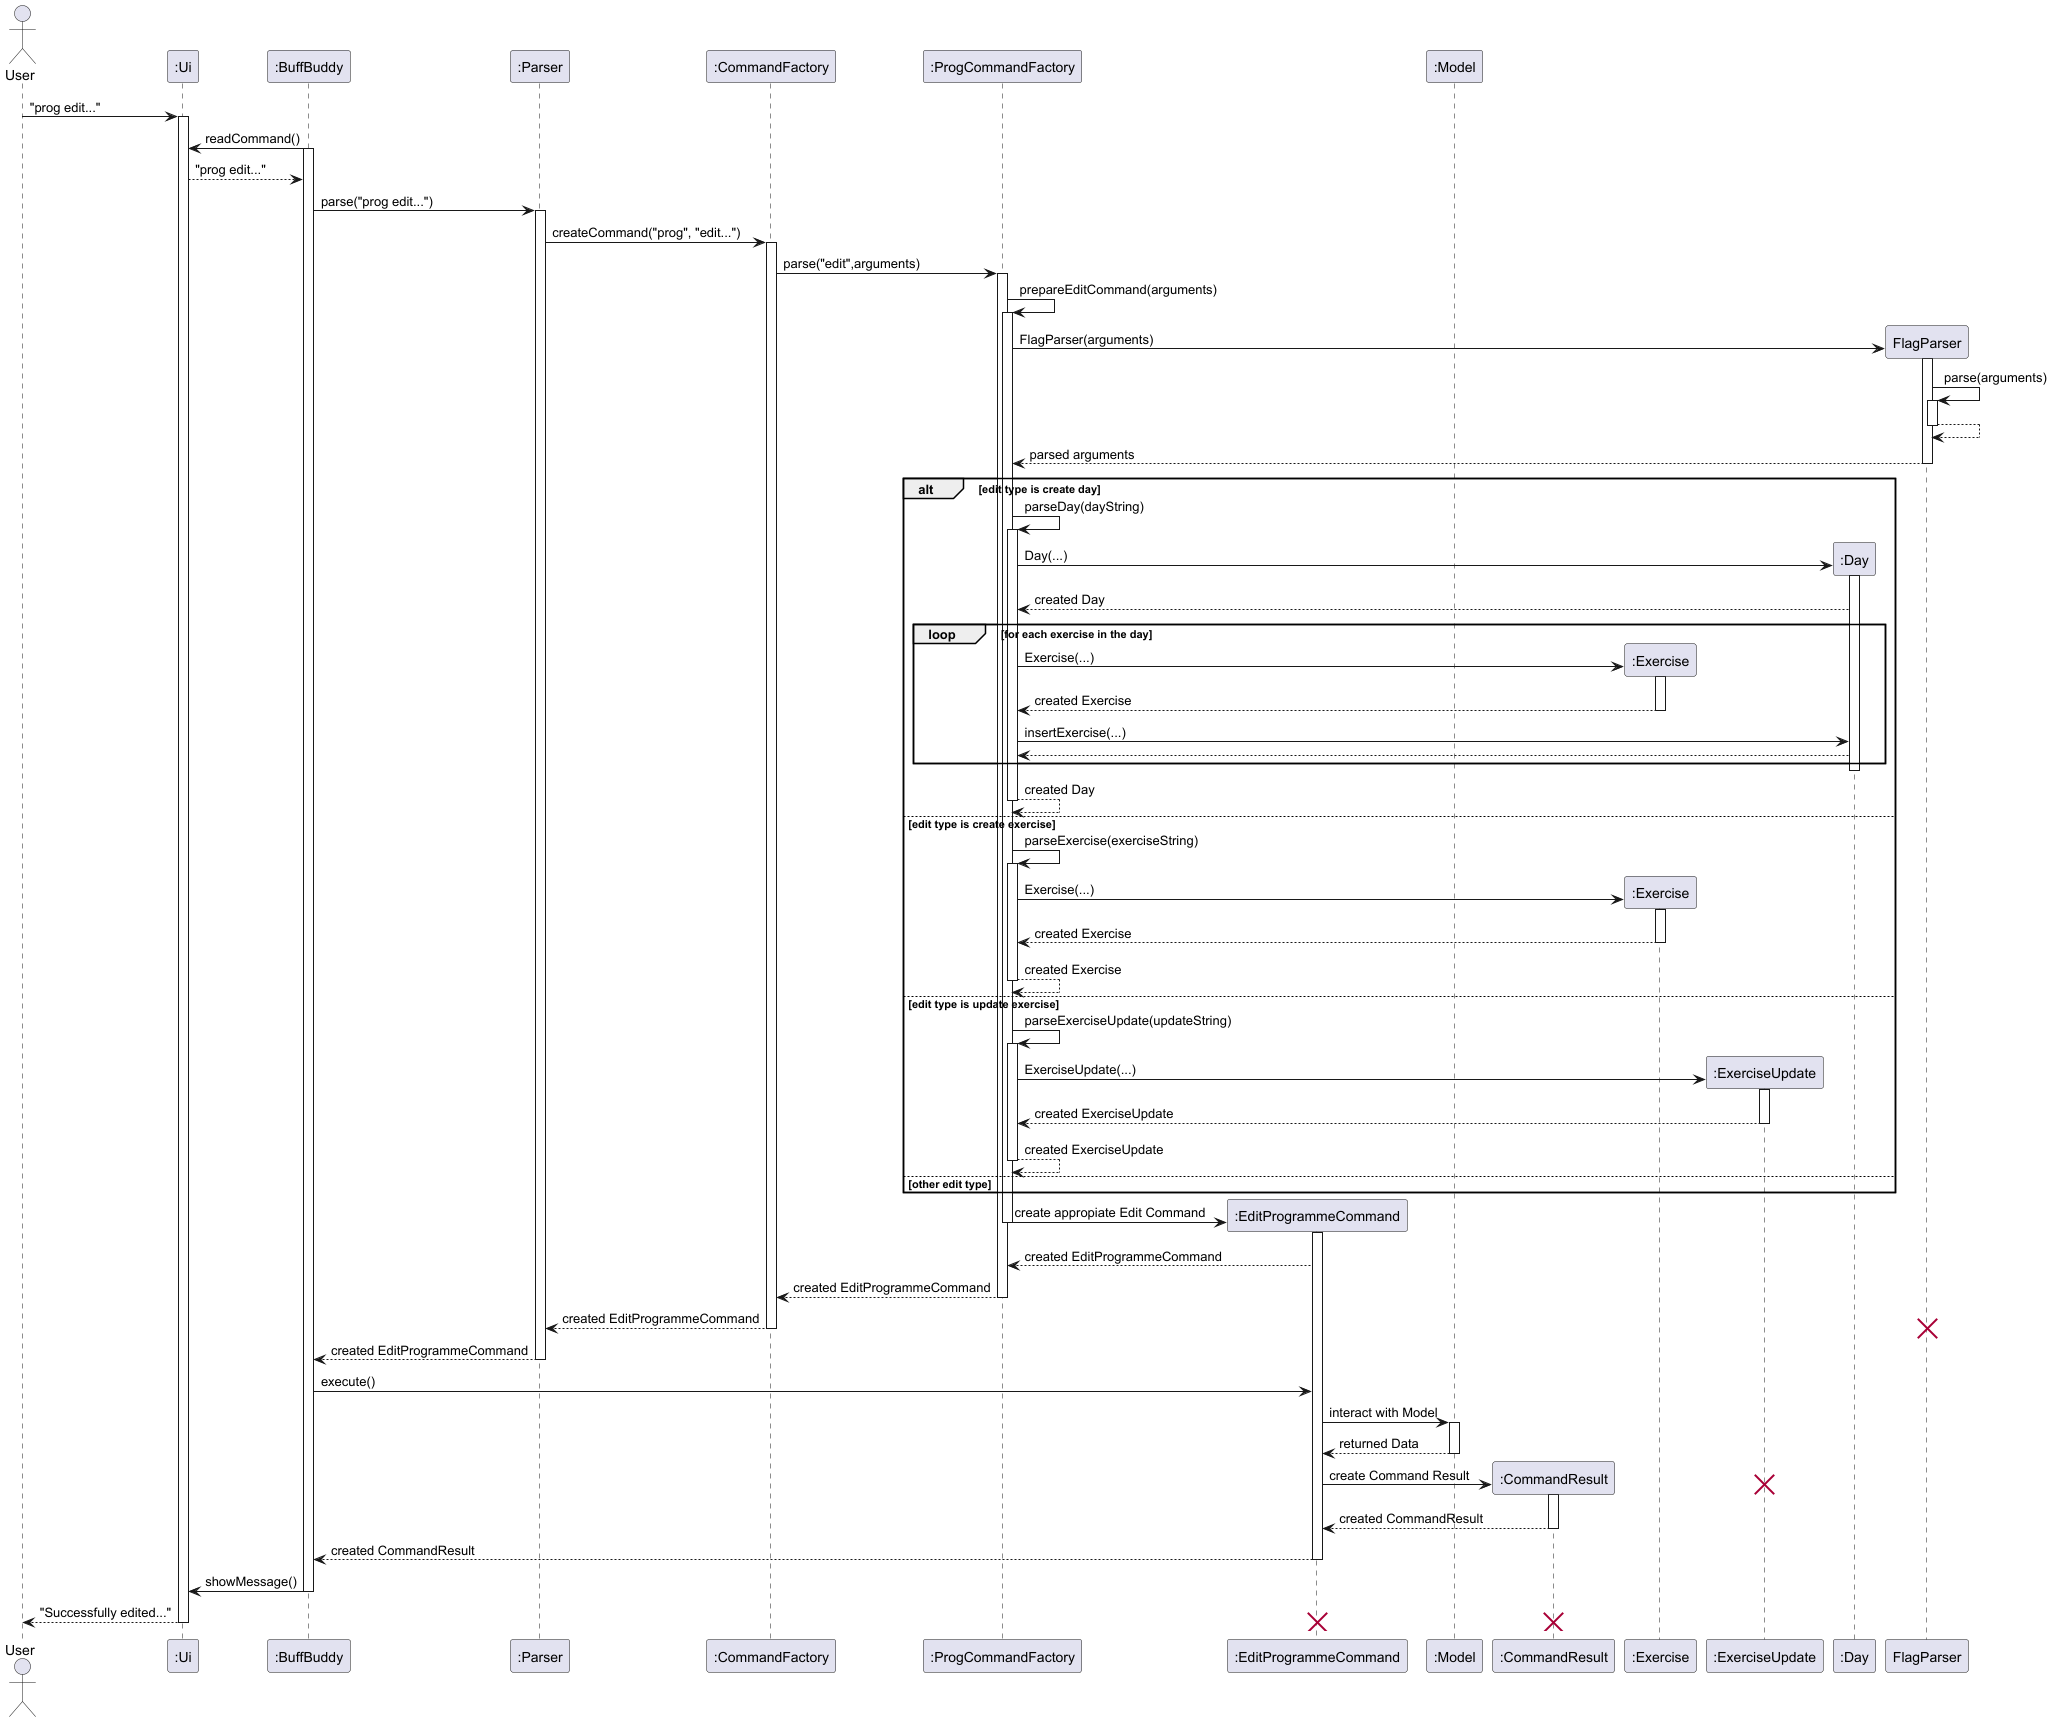 User
:Ui
:BuffBuddy
:Parser
:CommandFactory
:ProgCommandFactory
:Model
"prog edit..."
readCommand()
"prog edit..."
parse("prog edit...")
createCommand("prog", "edit...")
parse("edit",arguments)
prepareEditCommand(arguments)
FlagParser(arguments)
FlagParser
parse(arguments)
parsed arguments
alt
[edit type is create day]
parseDay(dayString)
Day(...)
:Day
created Day
loop
[for each exercise in the day]
Exercise(...)
:Exercise
created Exercise
insertExercise(...)
created Day
[edit type is create exercise]
parseExercise(exerciseString)
Exercise(...)
:Exercise
created Exercise
created Exercise
[edit type is update exercise]
parseExerciseUpdate(updateString)
ExerciseUpdate(...)
:ExerciseUpdate
created ExerciseUpdate
created ExerciseUpdate
[other edit type]
create appropiate Edit Command
:EditProgrammeCommand
created EditProgrammeCommand
created EditProgrammeCommand
created EditProgrammeCommand
created EditProgrammeCommand
execute()
interact with Model
returned Data
create Command Result
:CommandResult
created CommandResult
created CommandResult
showMessage()
"Successfully edited..."
User
:Ui
:BuffBuddy
:Parser
:CommandFactory
:ProgCommandFactory
:EditProgrammeCommand
:Model
:CommandResult
:Exercise
:ExerciseUpdate
:Day
FlagParser